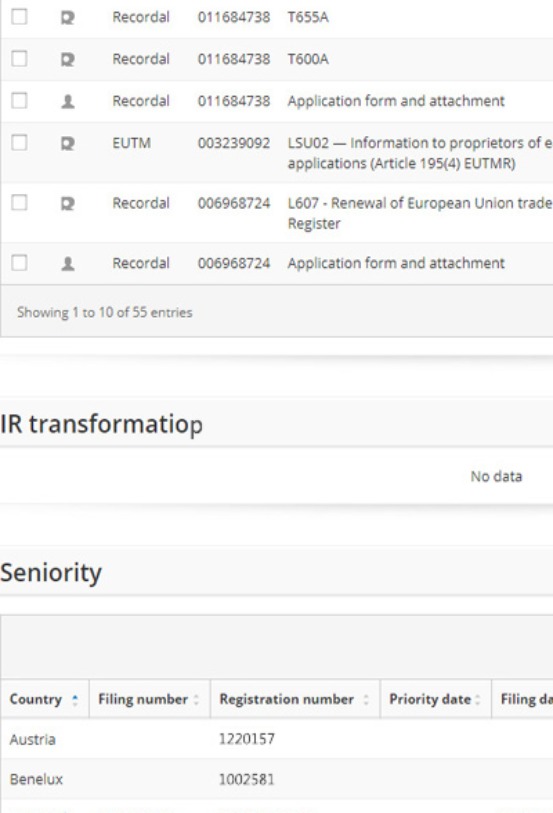 Recordal 011684738 T655A
Recordal 011684738 T600A
Recordal 011684738 Application form and attachment
EUTM 003239092 LSU02 — Information to proprietors of e
applications (Article 195(4) EUTMR)
Recordal 006968724 L607 - Renewal of European Union trade
Register
Recordal 006968724 Application form and attachment
Showing 1 to 10 of 55 entries
IR transformatiop
No data
Seniority
Country Filing number Registration number Priority date Filing da
Austria 1220157
Benelux 1002581